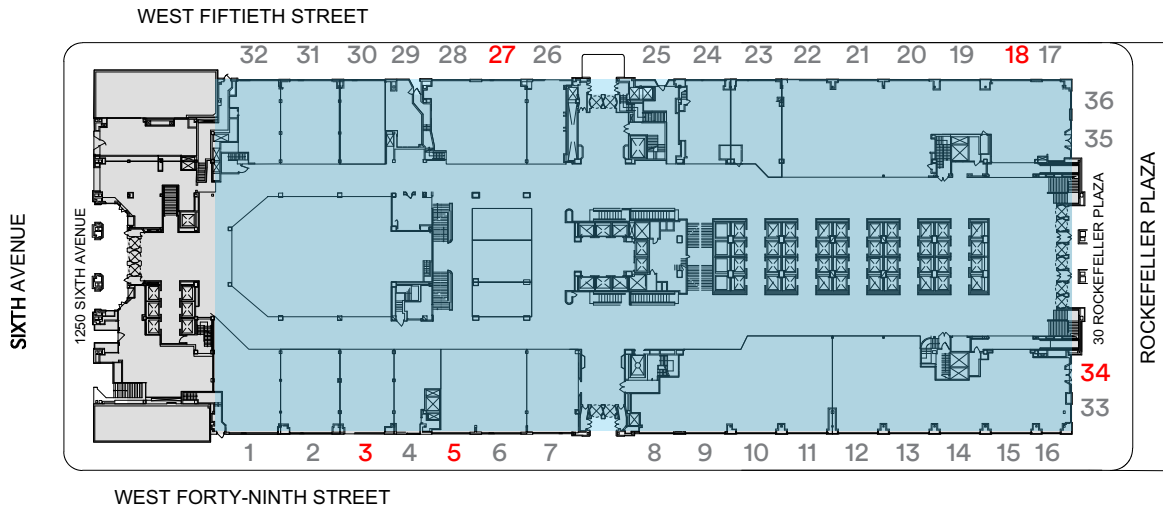 WEST FIFTIETH STREET
32 31 30 29 28 27 26 25 24 23 22 21 20 19 18 17
36
35
SIXTH AVENUE
1250 SIXTH AVENUE
30 ROCKEFELLER PLAZA
ROCKEFELLER PLAZA
34
33
1 2 3 4 5 6 7 8 9 10 11 12 13 14 15 16
WEST FORTY-NINTH STREET